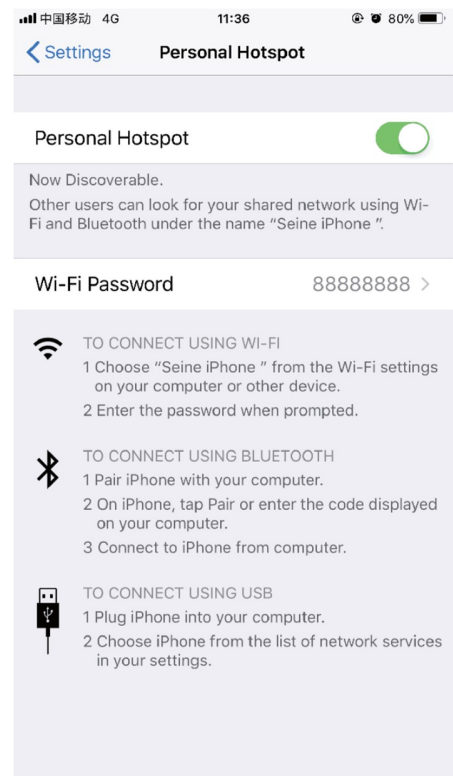 中国移动 4G 11:36 80%
Settings Personal Hotspot
Personal Hotspot
Now Discoverable.
Other users can look for your shared network using Wi-
Fi and Bluetooth under the name “Seine iPhone ”.
Wi-Fi Password 88888888
TO CONNECT USING WI-FI
1 Choose “Seine iPhone ” from the Wi-Fi settings
on your computer or other device.
2 Enter the password when prompted.
TO CONNECT USING BLUETOOTH
1 Pair iPhone with your computer.
2 On iPhone, tap Pair or enter the code displayed
on your computer.
3 Connect to iPhone from computer.
TO CONNECT USING USB
1 Plug iPhone into your computer.
2 Choose iPhone from the list of network services
in your settings.